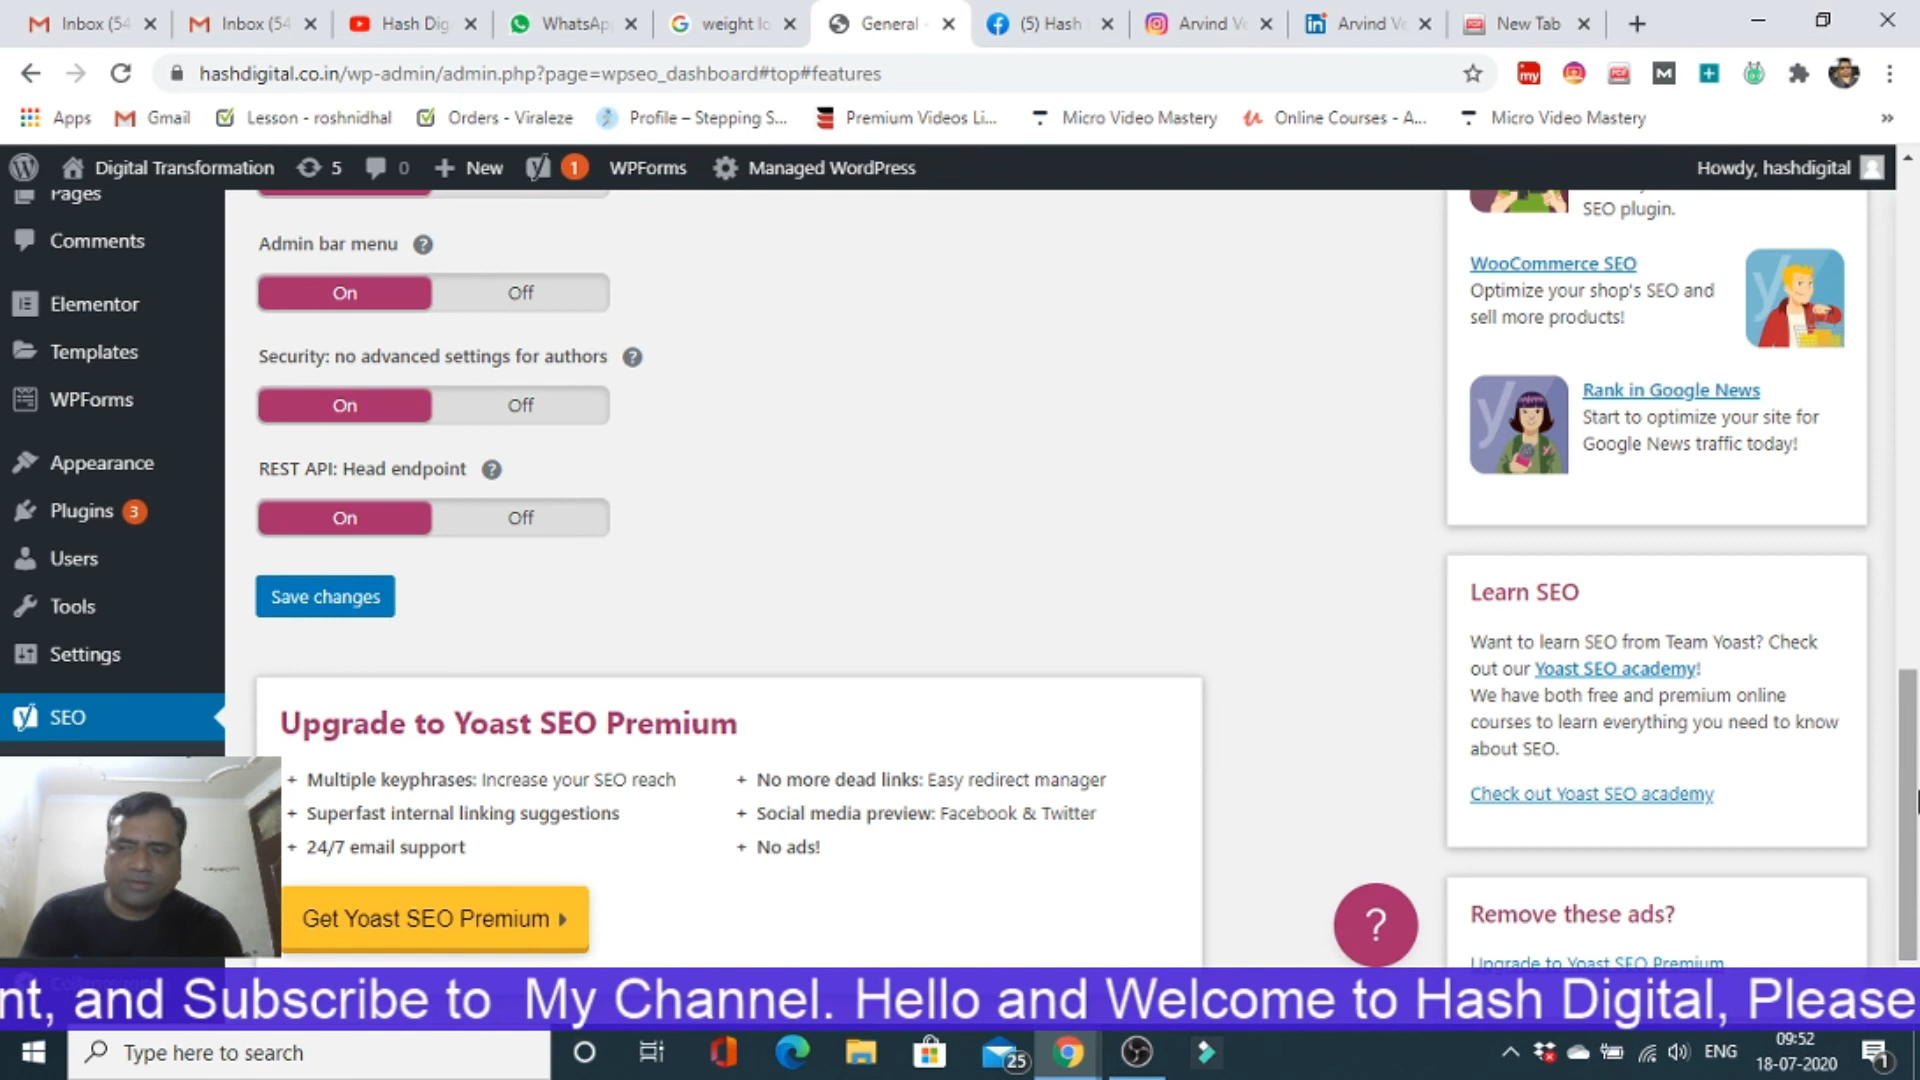 Inbox (54
Inbox (54
Hash Dig
WhatsApp
weight lo
General -
(5) Hash
Arvind Ve
Arvind Ve
New Tab
hashdigital.co.in/wp-admin/admin.php?page=wpseo_dashboard#top#features
Apps
Gmail
Lesson - roshnidhal
Orders - Viraleze
Profile – Stepping S...
Premium Videos Li...
Micro Video Mastery
Online Courses - A...
Micro Video Mastery
»
Digital Transformation
5
0
New
1
WPForms
Managed WordPress
Howdy, hashdigital
Pages
Comments
Elementor
Templates
WPForms
Appearance
Plugins 3
Users
Tools
Settings
SEO
Admin bar menu
On Off
Security: no advanced settings for authors
On Off
REST API: Head endpoint
On Off
Save changes
Upgrade to Yoast SEO Premium
+ Multiple keyphrases: Increase your SEO reach
+ Superfast internal linking suggestions
+ 24/7 email support
+ No more dead links: Easy redirect manager
+ Social media preview: Facebook & Twitter
+ No ads!
Get Yoast SEO Premium
SEO plugin.
WooCommerce SEO
Optimize your shop's SEO and
sell more products!
Rank in Google News
Start to optimize your site for
Google News traffic today!
Learn SEO
Want to learn SEO from Team Yoast? Check
out our Yoast SEO academy!
We have both free and premium online
courses to learn everything you need to know
about SEO.
Check out Yoast SEO academy
?
Remove these ads?
Upgrade to Yoast SEO Premium
nt, and Subscribe to My Channel. Hello and Welcome to Hash Digital, Please
Type here to search
25
ENG
09:52
18-07-2020
1